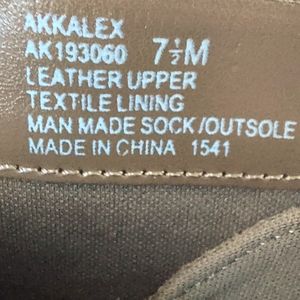 AKKALEX
AK193060 7½M
LEATHER UPPER
TEXTILE LINING
MAN MADE SOCK/OUTSOLE
MADE IN CHINA 1541